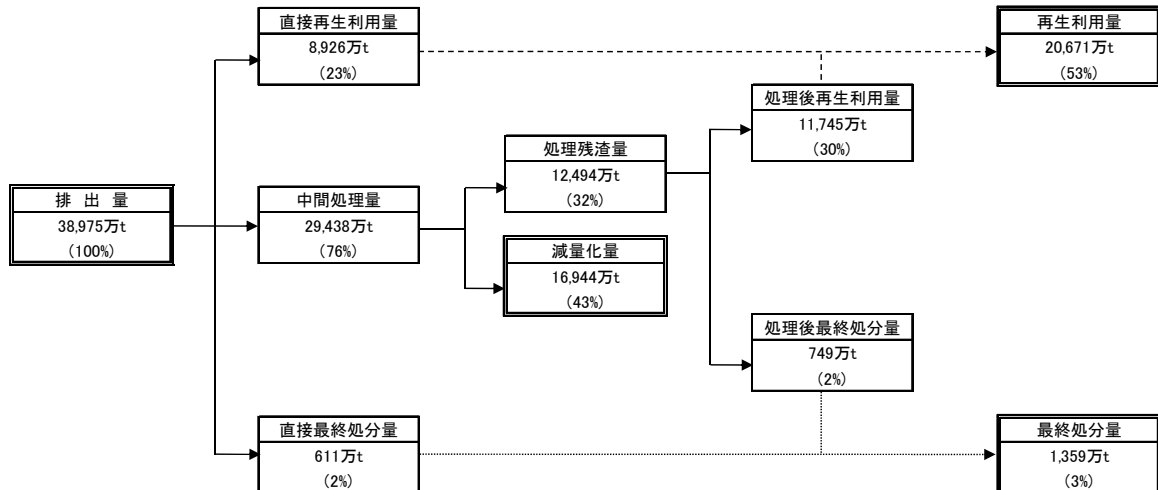 直接再生利用量
8,926万t
(23%)
再生利用量
20,671万t
(53%)
処理後再生利用量
11,745万t
(30%)
処理残渣量
12,494万t
(32%)
排 出 量
38,975万t
(100%)
中間処理量
29,438万t
(76%)
減量化量
16,944万t
(43%)
処理後最終処分量
749万t
(2%)
直接最終処分量
611万t
(2%)
最終処分量
1,359万t
(3%)